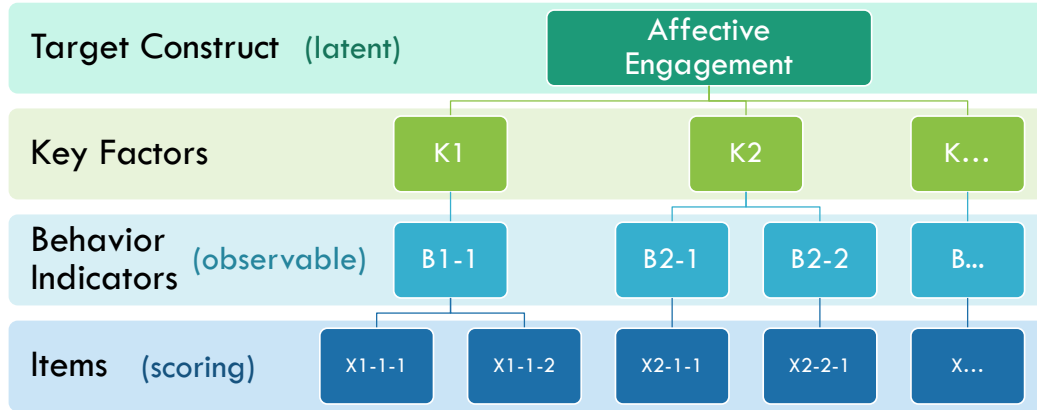 Target Construct (latent)
Affective
Engagement
Key Factors
K1
K2
K...
Behavior
Indicators
(observable)
B1-1
B2-1
B2-2
B...
Items (scoring)
X1-1-1
X1-1-2
X2-1-1
X2-2-1
X...